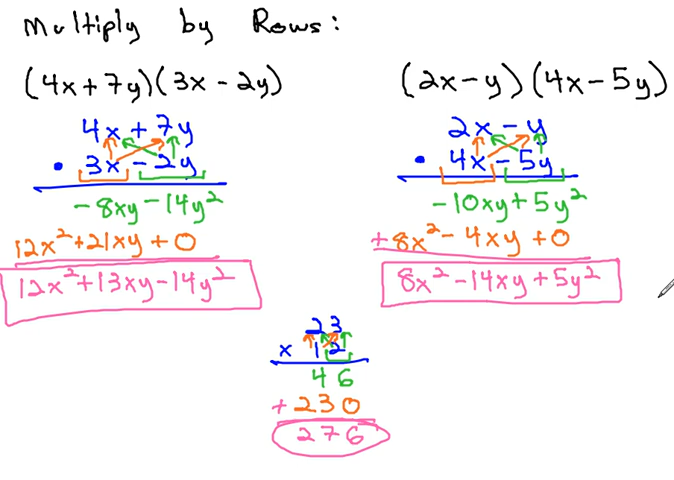 Multiply by Rows:
(4x+7y)(3x-2y)
4x+7y
• 3x-2y
-8xy-14y²
12x²+21xy+0
12x²+13xy-14y²
(2x-y)(4x-5y)
2x-y
• 4x-5y
-10xy+5y²
+8x²-4xy+0
8x²-14xy+5y²
23
x 12
46
+230
276